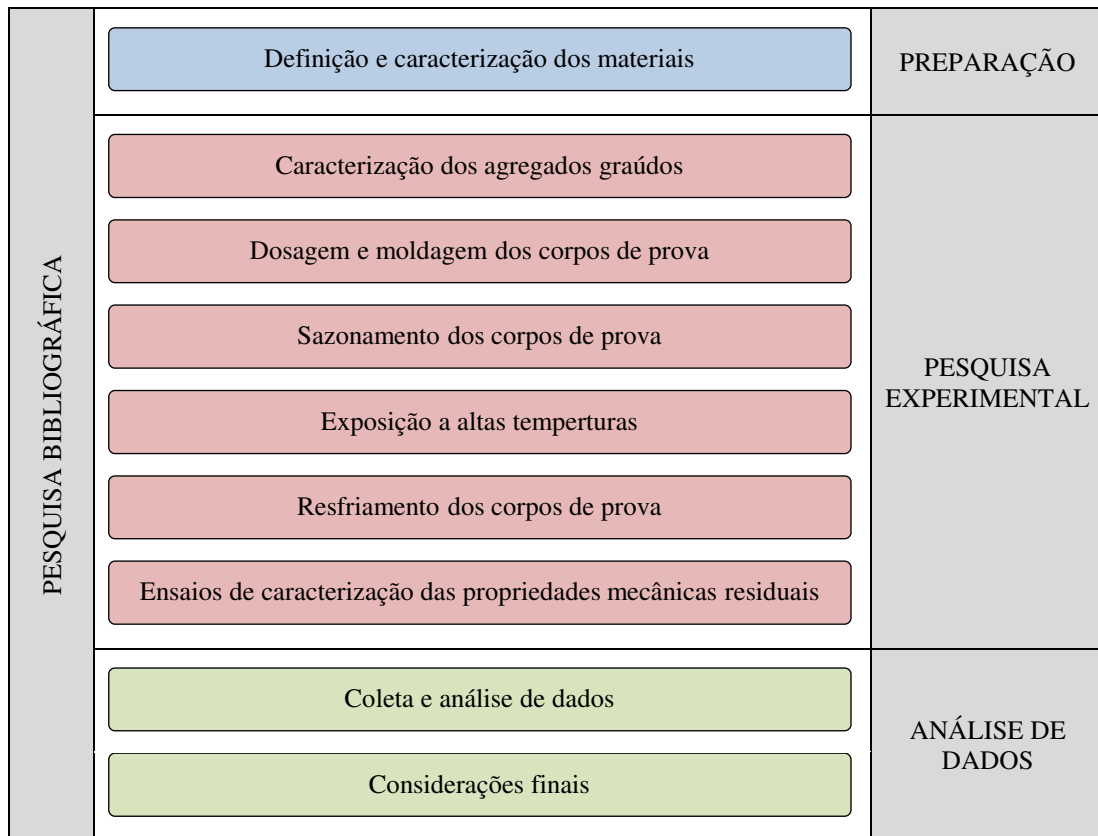 PESQUISA BIBLIOGRÁFICA
Definição e caracterização dos materiais
PREPARAÇÃO
Caracterização dos agregados graúdos
Dosagem e moldagem dos corpos de prova
Sazonamento dos corpos de prova
Exposição a altas temperturas
Resfriamento dos corpos de prova
Ensaios de caracterização das propriedades mecânicas residuais
PESQUISA
EXPERIMENTAL
Coleta e análise de dados
Considerações finais
ANÁLISE DE
DADOS